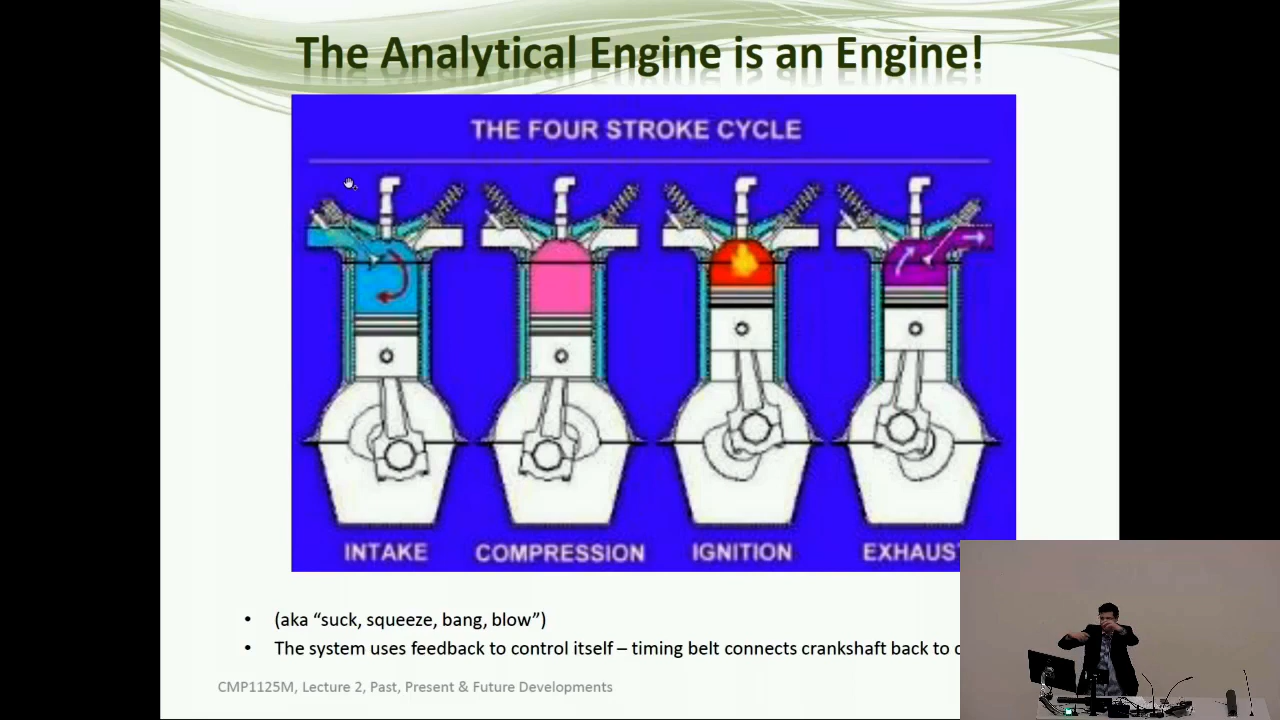 The Analytical Engine is an Engine!
THE FOUR STROKE CYCLE
INTAKE
COMPRESSION
IGNITION
EXHAUS
• (aka “suck, squeeze, bang, blow”)
• The system uses feedback to control itself – timing belt connects crankshaft back to
CMP1125M, Lecture 2, Past, Present & Future Developments